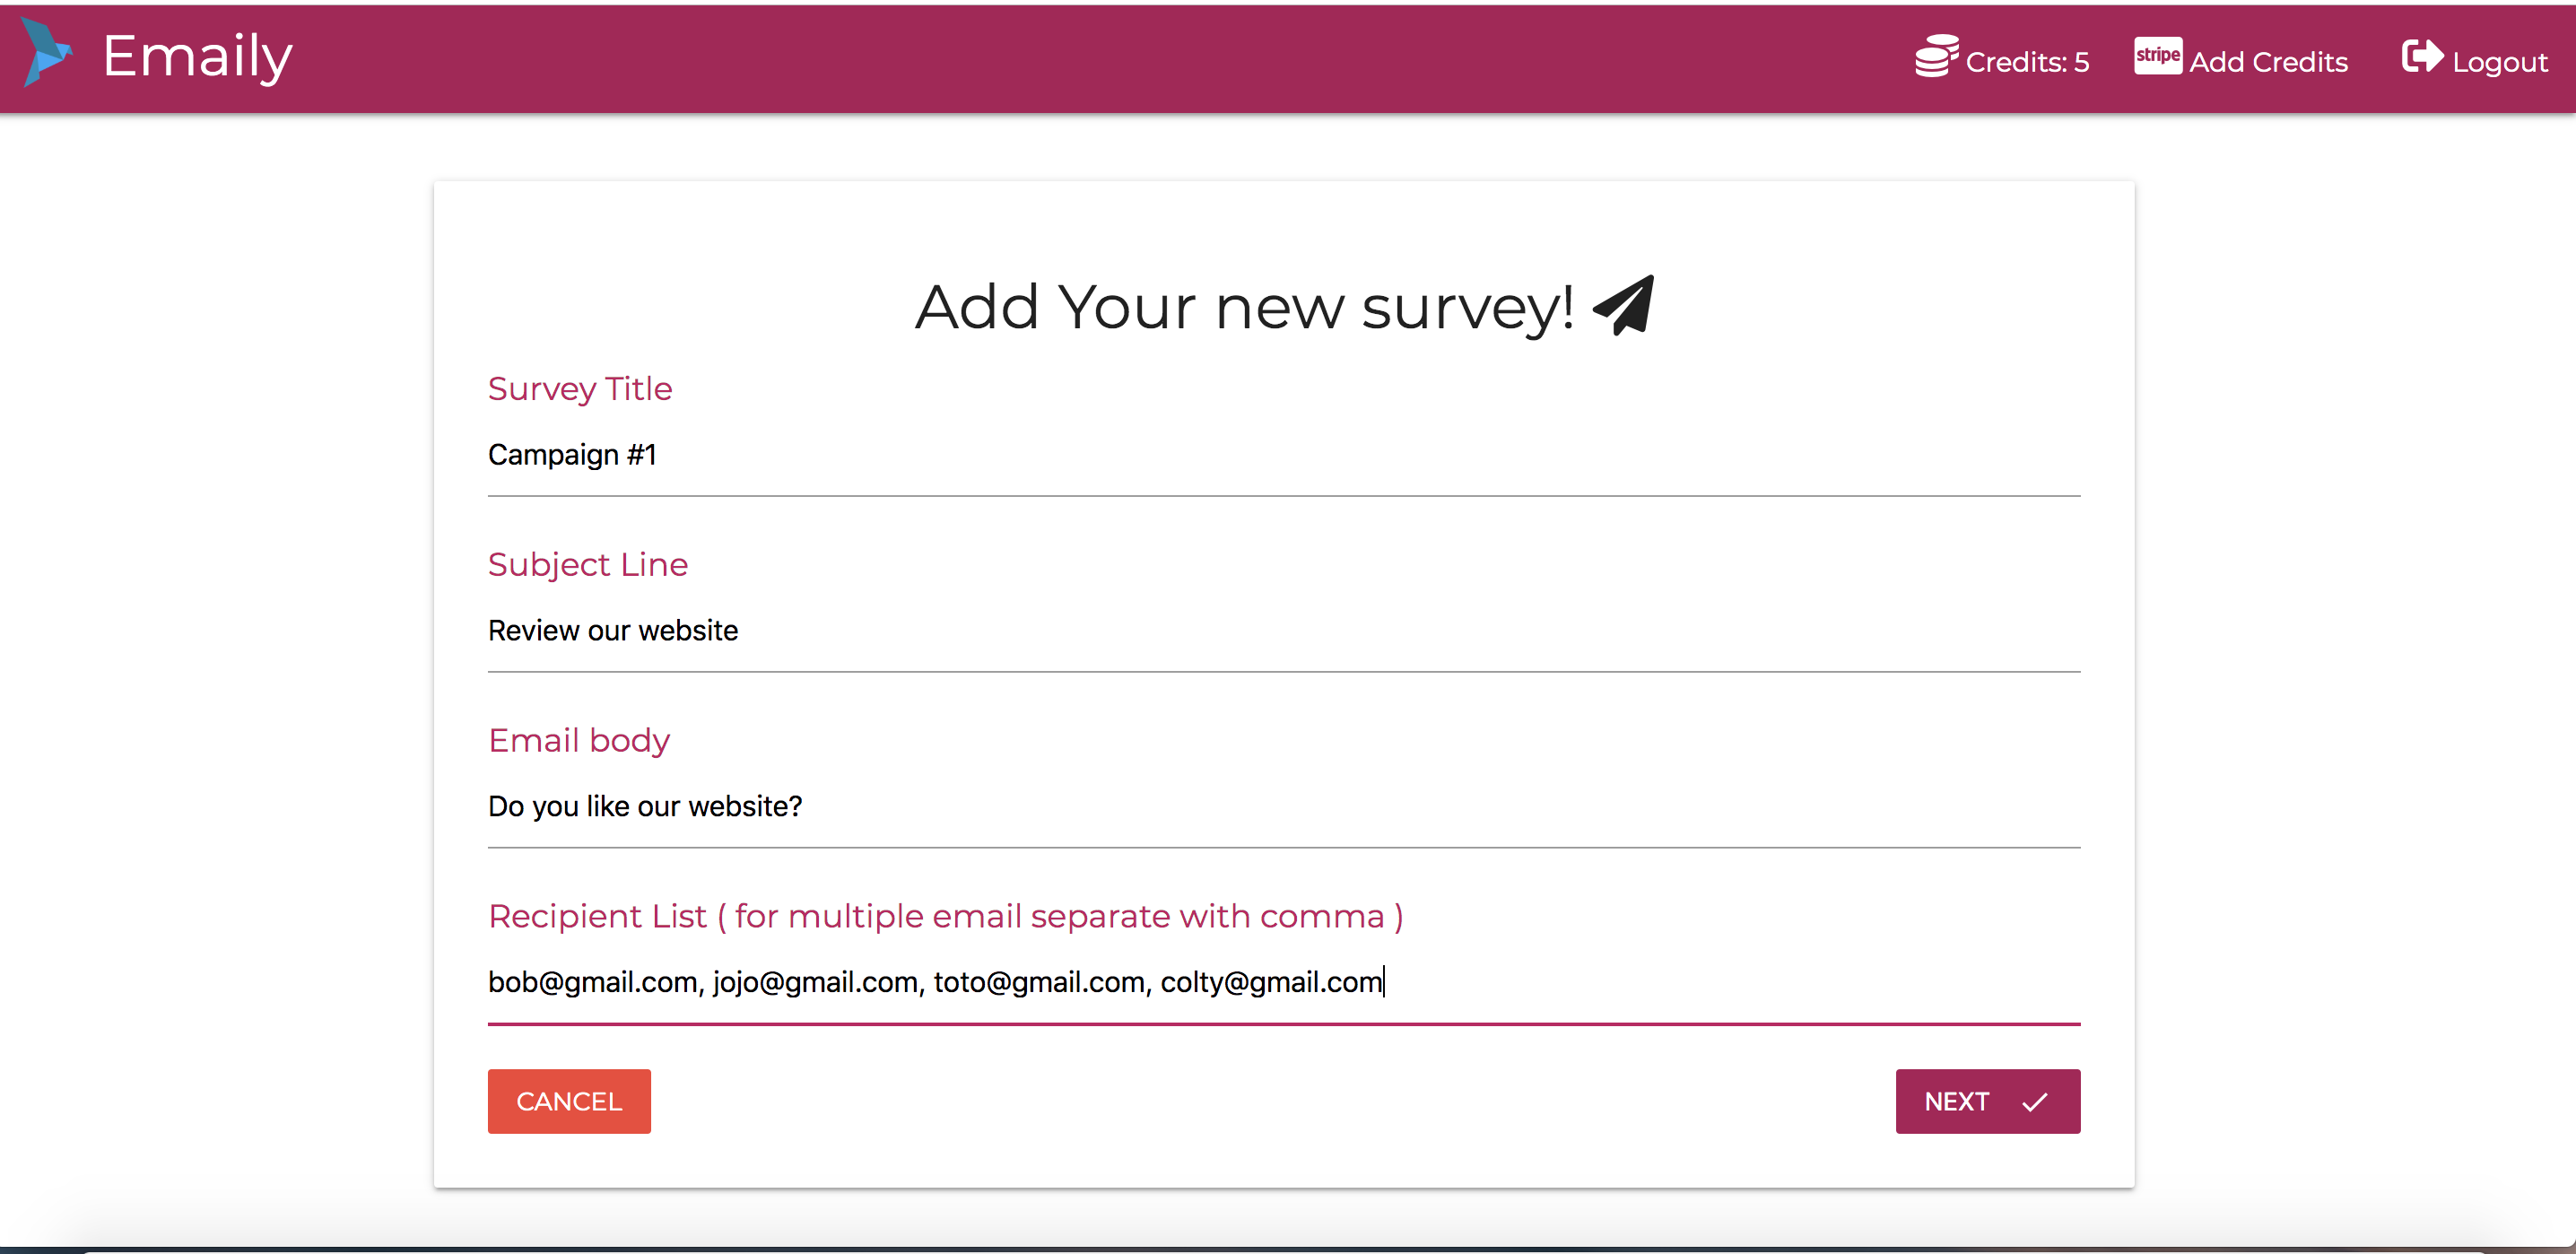 Emaily
Credits: 5
stripe Add Credits
Logout
Add Your new survey!
Survey Title
Campaign #1
Subject Line
Review our website
Email body
Do you like our website?
Recipient List ( for multiple email separate with comma )
bob@gmail.com, jojo@gmail.com, toto@gmail.com, colty@gmail.com
CANCEL
NEXT